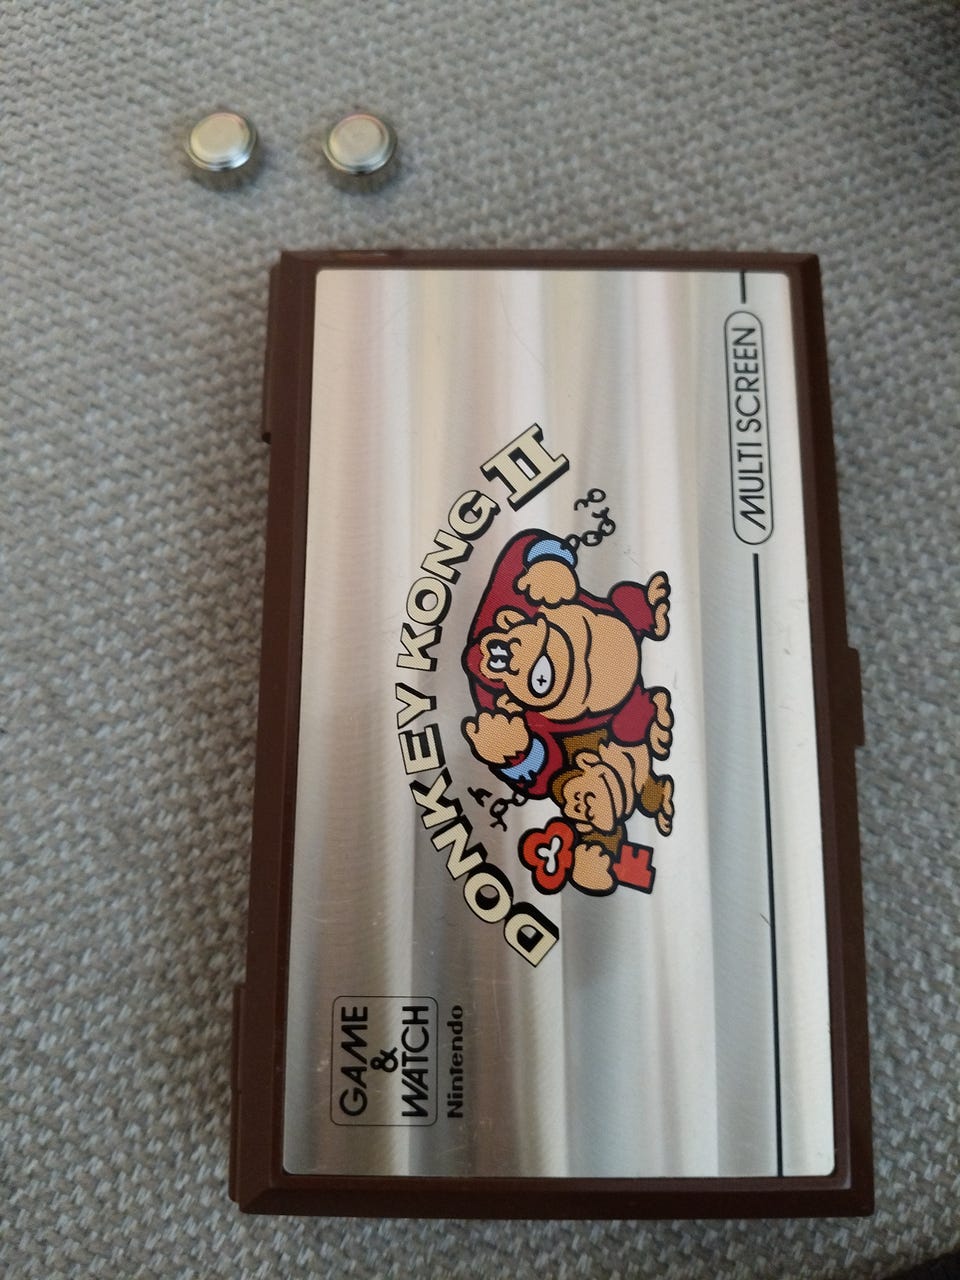 DONKEY KONG II
MULTI SCREEN
GAME
&
WATCH
Nintendo